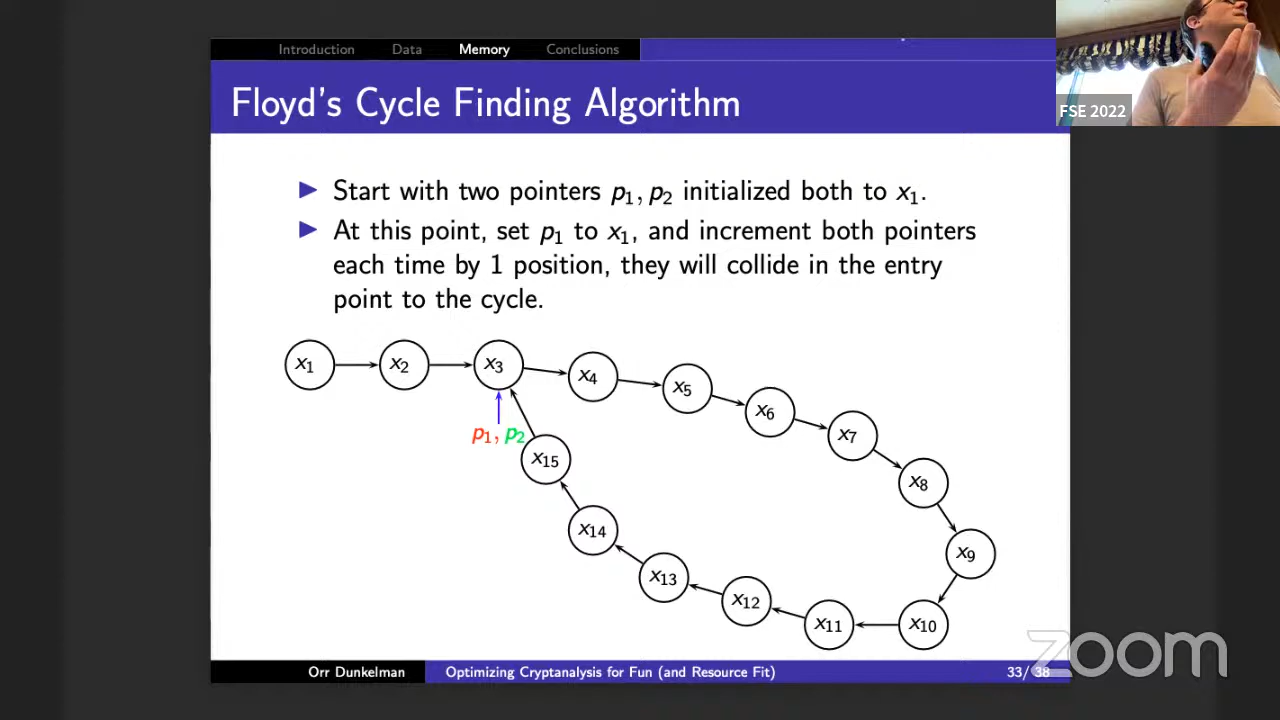 Introduction Data Memory Conclusions
Floyd's Cycle Finding Algorithm
FSE 2022
▶ Start with two pointers p₁, p₂ initialized both to x₁.
▶ At this point, set p₁ to x₁, and increment both pointers
each time by 1 position, they will collide in the entry
point to the cycle.
x₁ x₂ x₃ x₄ x₅ x₆ x₇ x₈ x₉ x₁₀ x₁₁ x₁₂ x₁₃ x₁₄ x₁₅
p₁, p₂
Orr Dunkelman Optimizing Cryptanalysis for Fun (and Resource Fit) 33/ 38
zoom